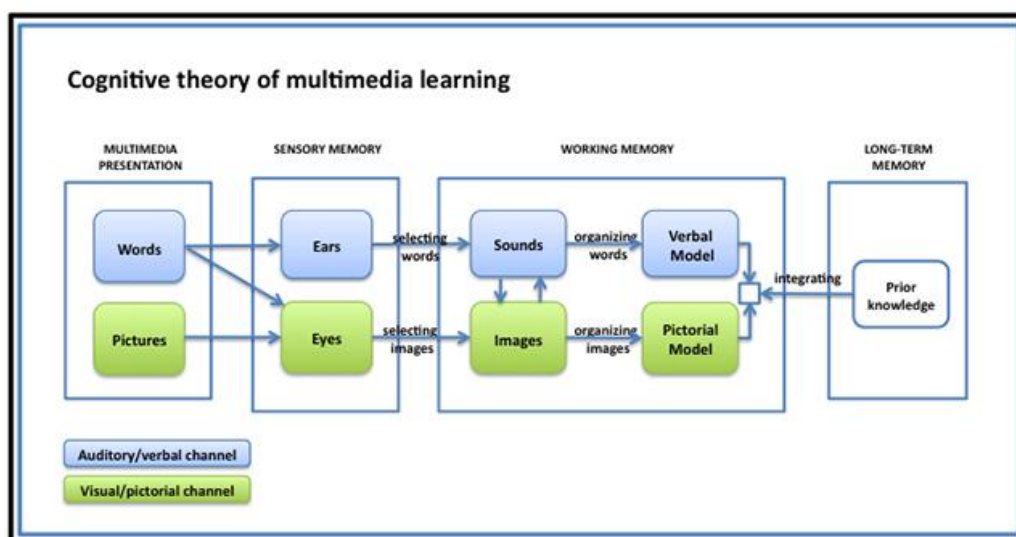 Cognitive theory of multimedia learning
MULTIMEDIA
PRESENTATION
SENSORY MEMORY
WORKING MEMORY
LONG-TERM
MEMORY
Words
Ears
selecting
words
Sounds
organizing
words
Verbal
Model
integrating
Prior
knowledge
Pictures
Eyes
selecting
images
Images
organizing
images
Pictorial
Model
Auditory/verbal channel
Visual/pictorial channel